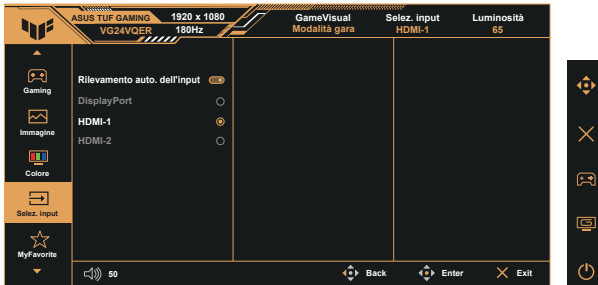 ASUS TUF GAMING 1920 x 1080 GameVisual Selez. input Luminosità
VG24VQER 180Hz Modalità gara HDMI-1 65
Gaming
Rilevamento auto. dell'input
DisplayPort
HDMI-1
HDMI-2
Immagine
Colore
Selez. input
MyFavorite
50 Back Enter Exit